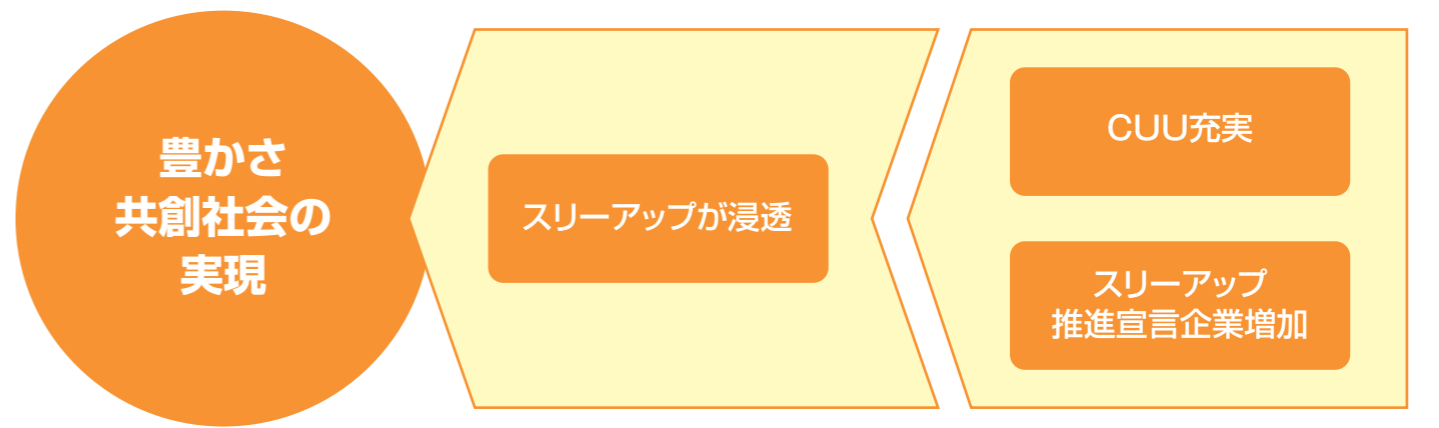 豊かさ
共創社会の
実現
スリーアップが浸透
CUU充実
スリーアップ
推進宣言企業増加